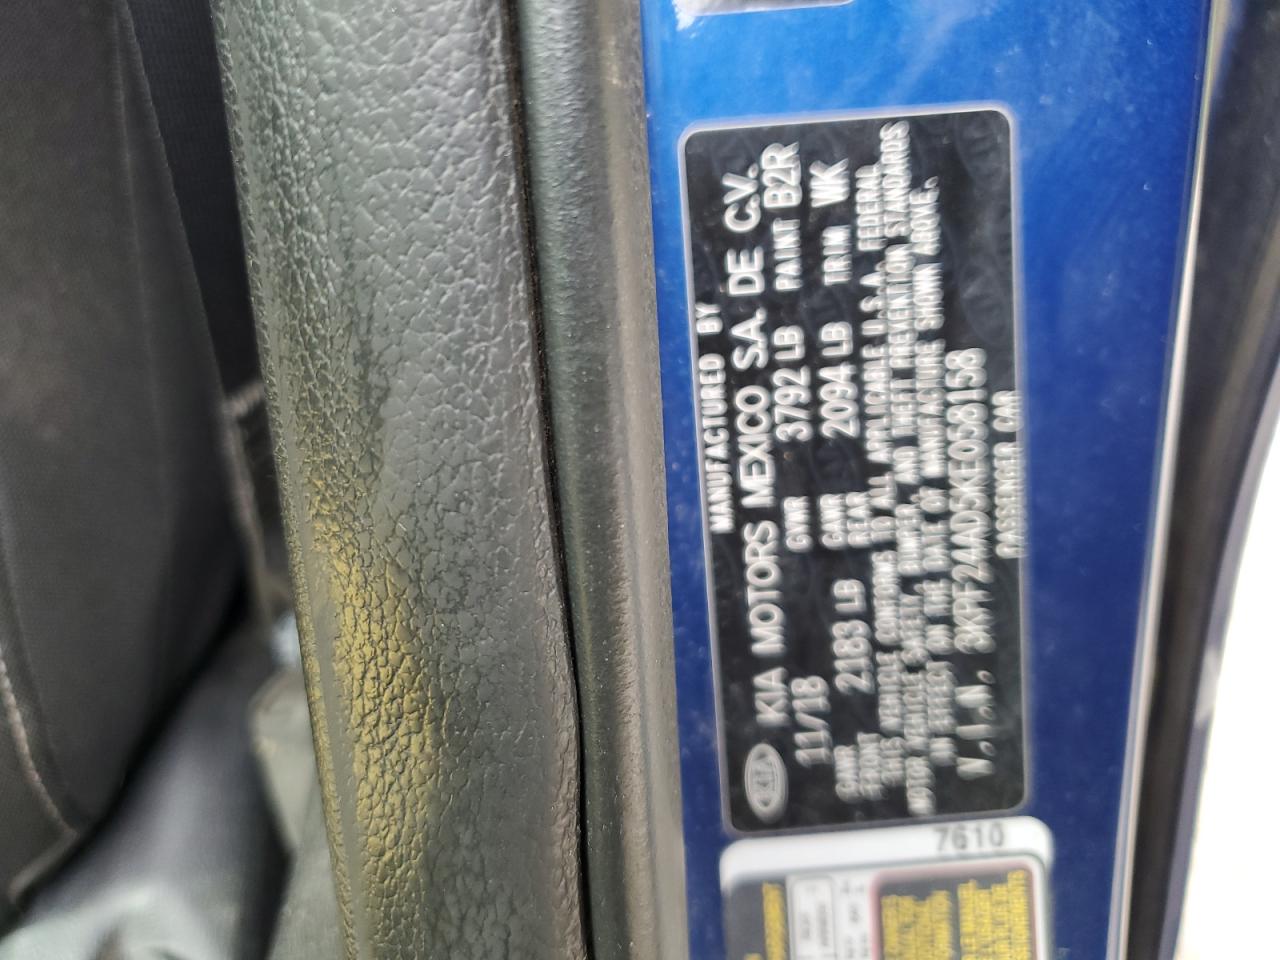 MANUFACTURED BY
KIA KIA MOTORS MEXICO S.A. DE C.V.
11/18 GVWR 3792 LB PAINT B2R
GAWR FRONT 2183 LB GAWR REAR 2094 LB TRIM WK
THIS VEHICLE CONFORMS TO ALL APPLICABLE U.S.A. FEDERAL
MOTOR VEHICLE SAFETY, BUMPER, AND THEFT PREVENTION STANDARDS
IN EFFECT ON THE DATE OF MANUFACTURE SHOWN ABOVE.
V.I.N. 3KPF24AD5KE058158
PASSENGER CAR
7610